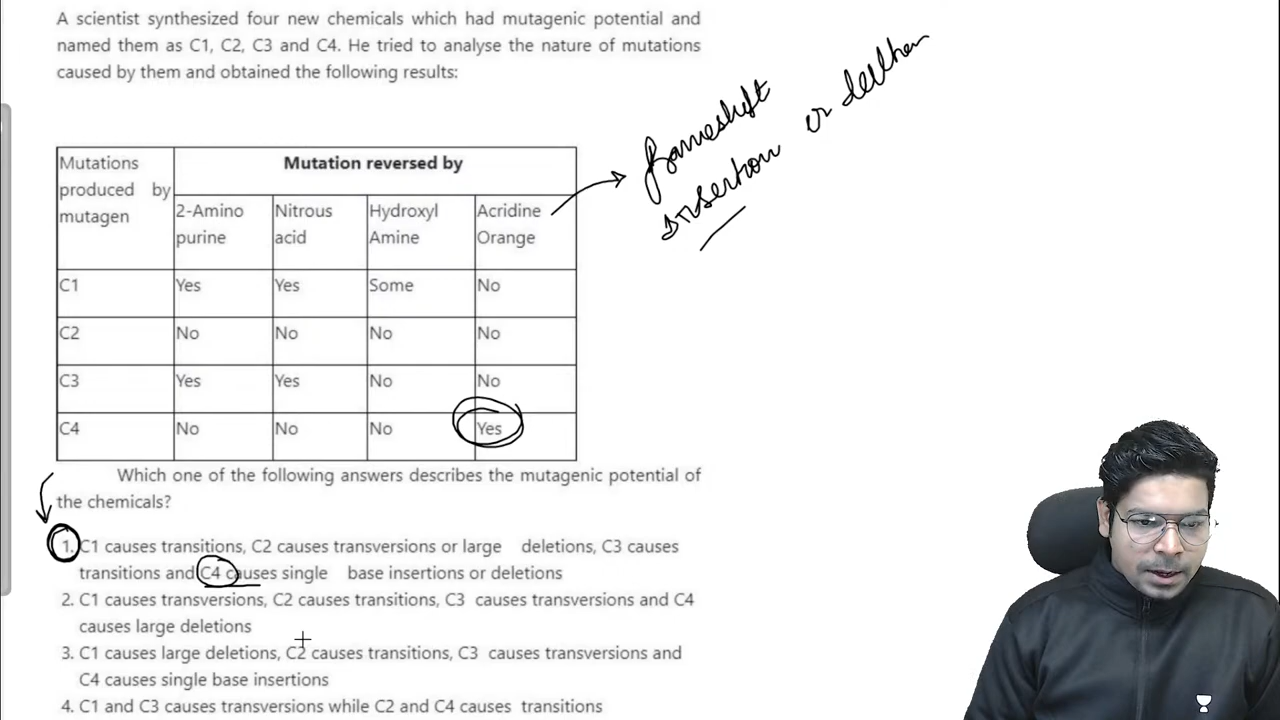 A scientist synthesized four new chemicals which had mutagenic potential and
named them as C1, C2, C3 and C4. He tried to analyse the nature of mutations
caused by them and obtained the following results:
Frameshift
Insertion or deletion
Mutations produced by mutagen
Mutation reversed by
2-Amino purine
Nitrous acid
Hydroxyl Amine
Acridine Orange
C1 Yes Yes Some No
C2 No No No No
C3 Yes Yes No No
C4 No No No Yes
Which one of the following answers describes the mutagenic potential of
the chemicals?
1. C1 causes transitions, C2 causes transversions or large deletions, C3 causes
transitions and C4 causes single base insertions or deletions
2. C1 causes transversions, C2 causes transitions, C3 causes transversions and C4
causes large deletions
3. C1 causes large deletions, C2 causes transitions, C3 causes transversions and
C4 causes single base insertions
4. C1 and C3 causes transversions while C2 and C4 causes transitions